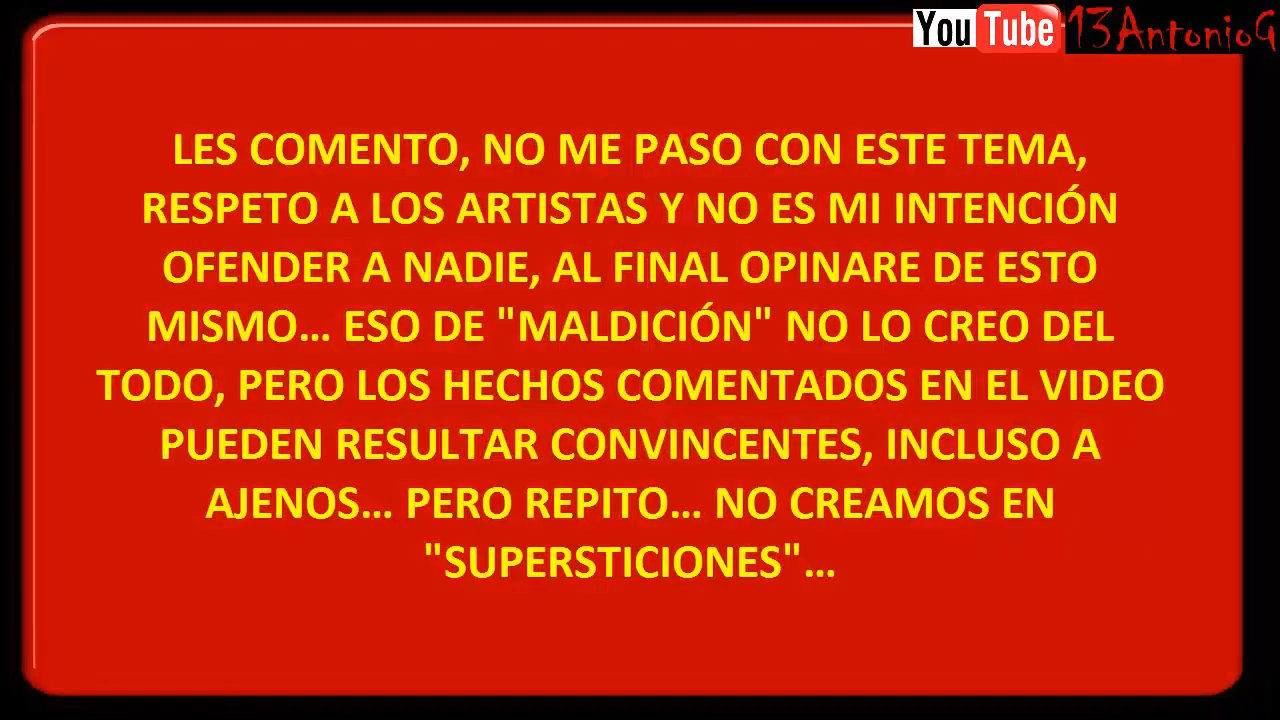 You Tube 13AntonioG
LES COMENTO, NO ME PASO CON ESTE TEMA,
RESPETO A LOS ARTISTAS Y NO ES MI INTENCIÓN
OFENDER A NADIE, AL FINAL OPINARE DE ESTO
MISMO... ESO DE "MALDICIÓN" NO LO CREO DEL
TODO, PERO LOS HECHOS COMENTADOS EN EL VIDEO
PUEDEN RESULTAR CONVINCENTES, INCLUSO A
AJENOS... PERO REPITO... NO CREAMOS EN
"SUPERSTICIONES"...